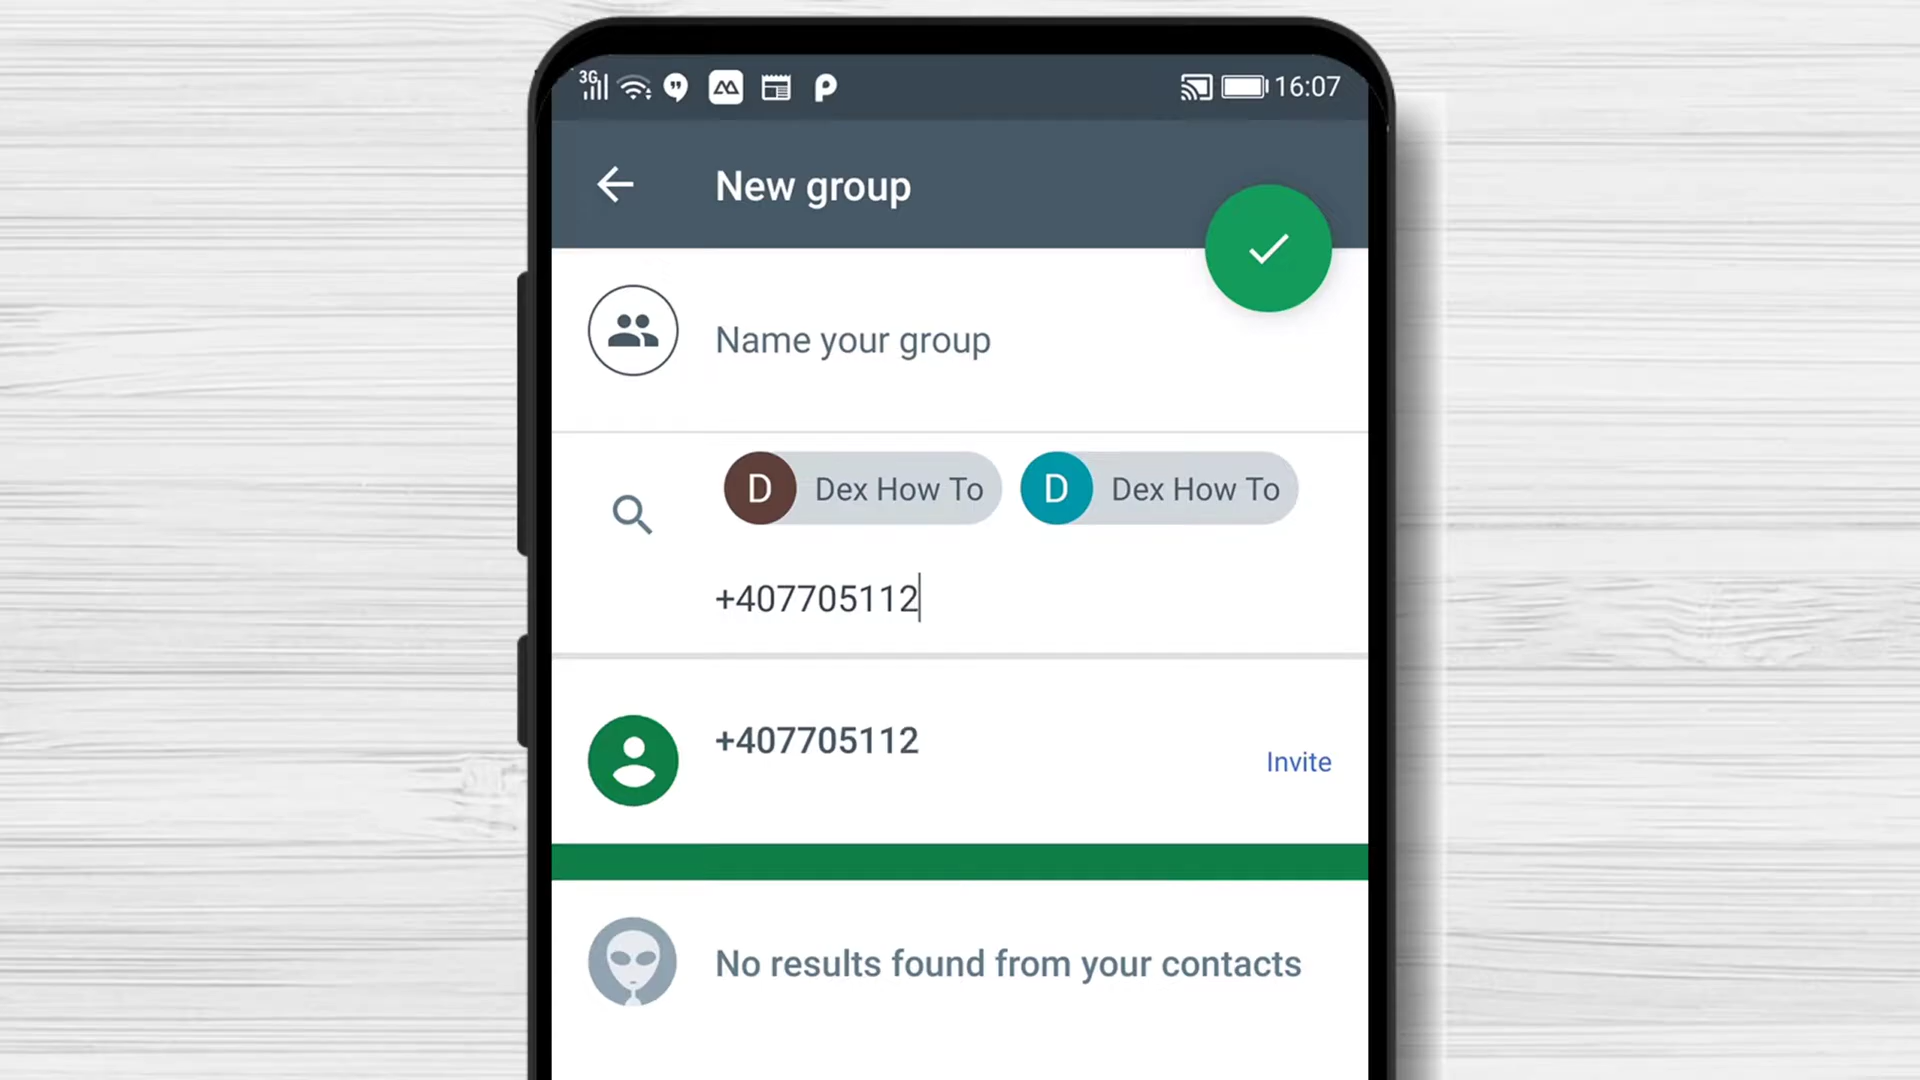 3G 16:07
New group
Name your group
D Dex How To D Dex How To
+407705112
+407705112
Invite
No results found from your contacts